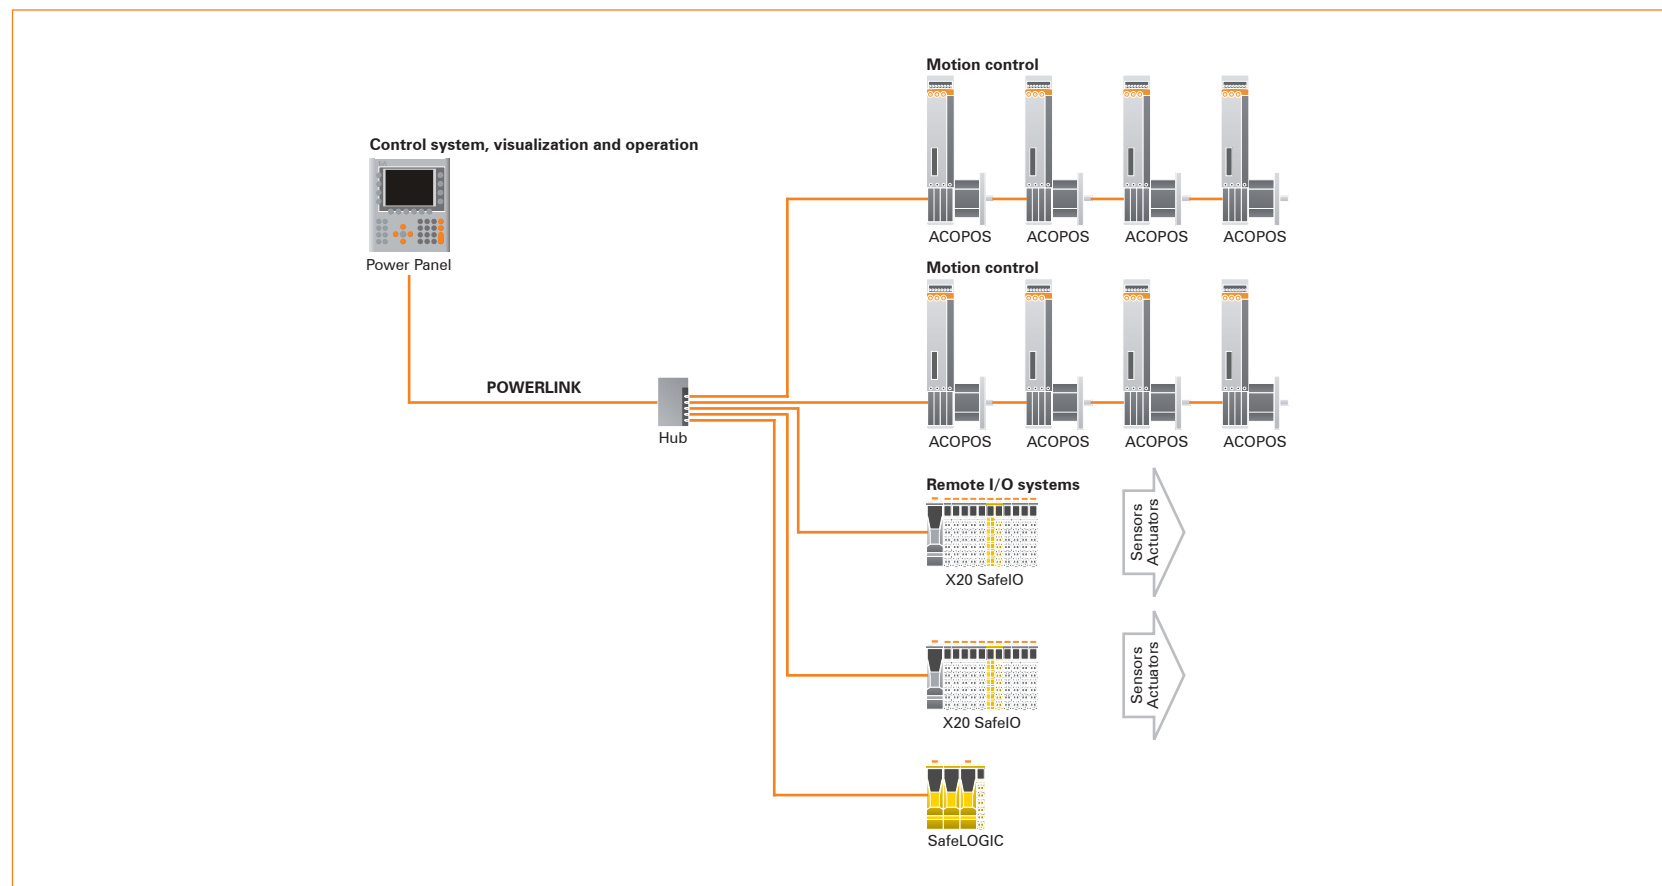 Motion control
Control system, visualization and operation
ACOPOS ACOPOS ACOPOS ACOPOS
Power Panel
Motion control
POWERLINK
Hub
ACOPOS ACOPOS ACOPOS ACOPOS
Remote I/O systems
Sensors
Actuators
X20 SafeIO
Sensors
Actuators
X20 SafeIO
SafeLOGIC